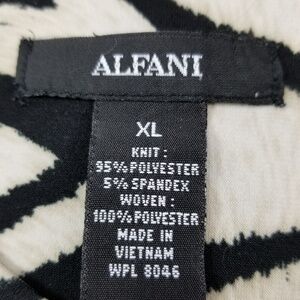 ALFANI
XL
KNIT :
95% POLYESTER
5% SPANDEX
WOVEN :
100% POLYESTER
MADE IN
VIETNAM
WPL 8046